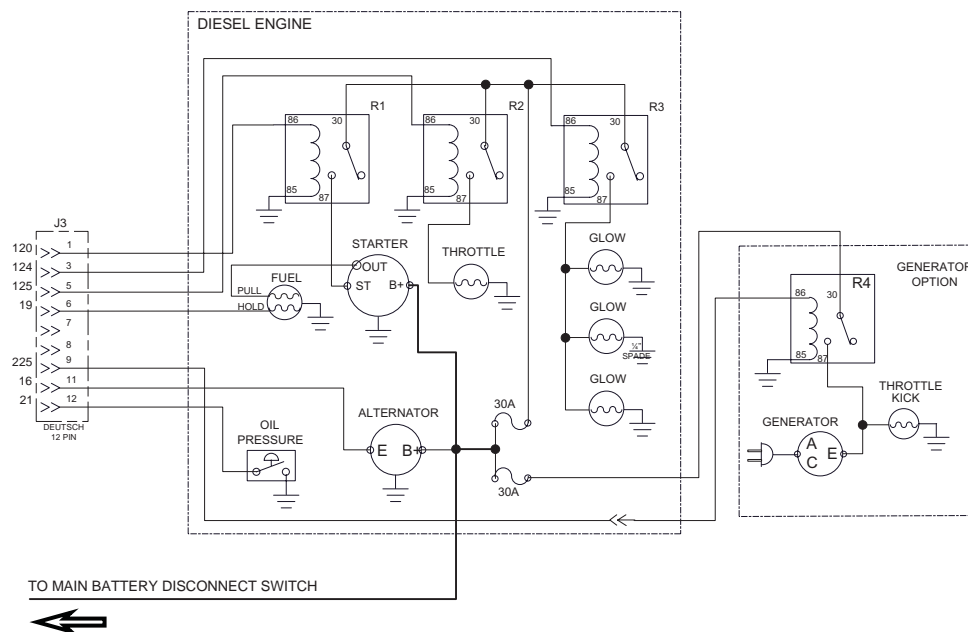 DIESEL ENGINE
R1
86
30
85
87
R2
86
30
85
87
R3
86
30
85
87
J3
120
1
124
3
125
5
19
6
7
8
225
9
16
11
21
12
DEUTSCH
12 PIN
STARTER
OUT
ST
B+
FUEL
PULL
HOLD
THROTTLE
GLOW
GLOW
¼"
SPADE
GLOW
GENERATOR
OPTION
R4
86
30
85
87
THROTTLE
KICK
GENERATOR
A
C
E
ALTERNATOR
E
B+
30A
30A
OIL
PRESSURE
TO MAIN BATTERY DISCONNECT SWITCH